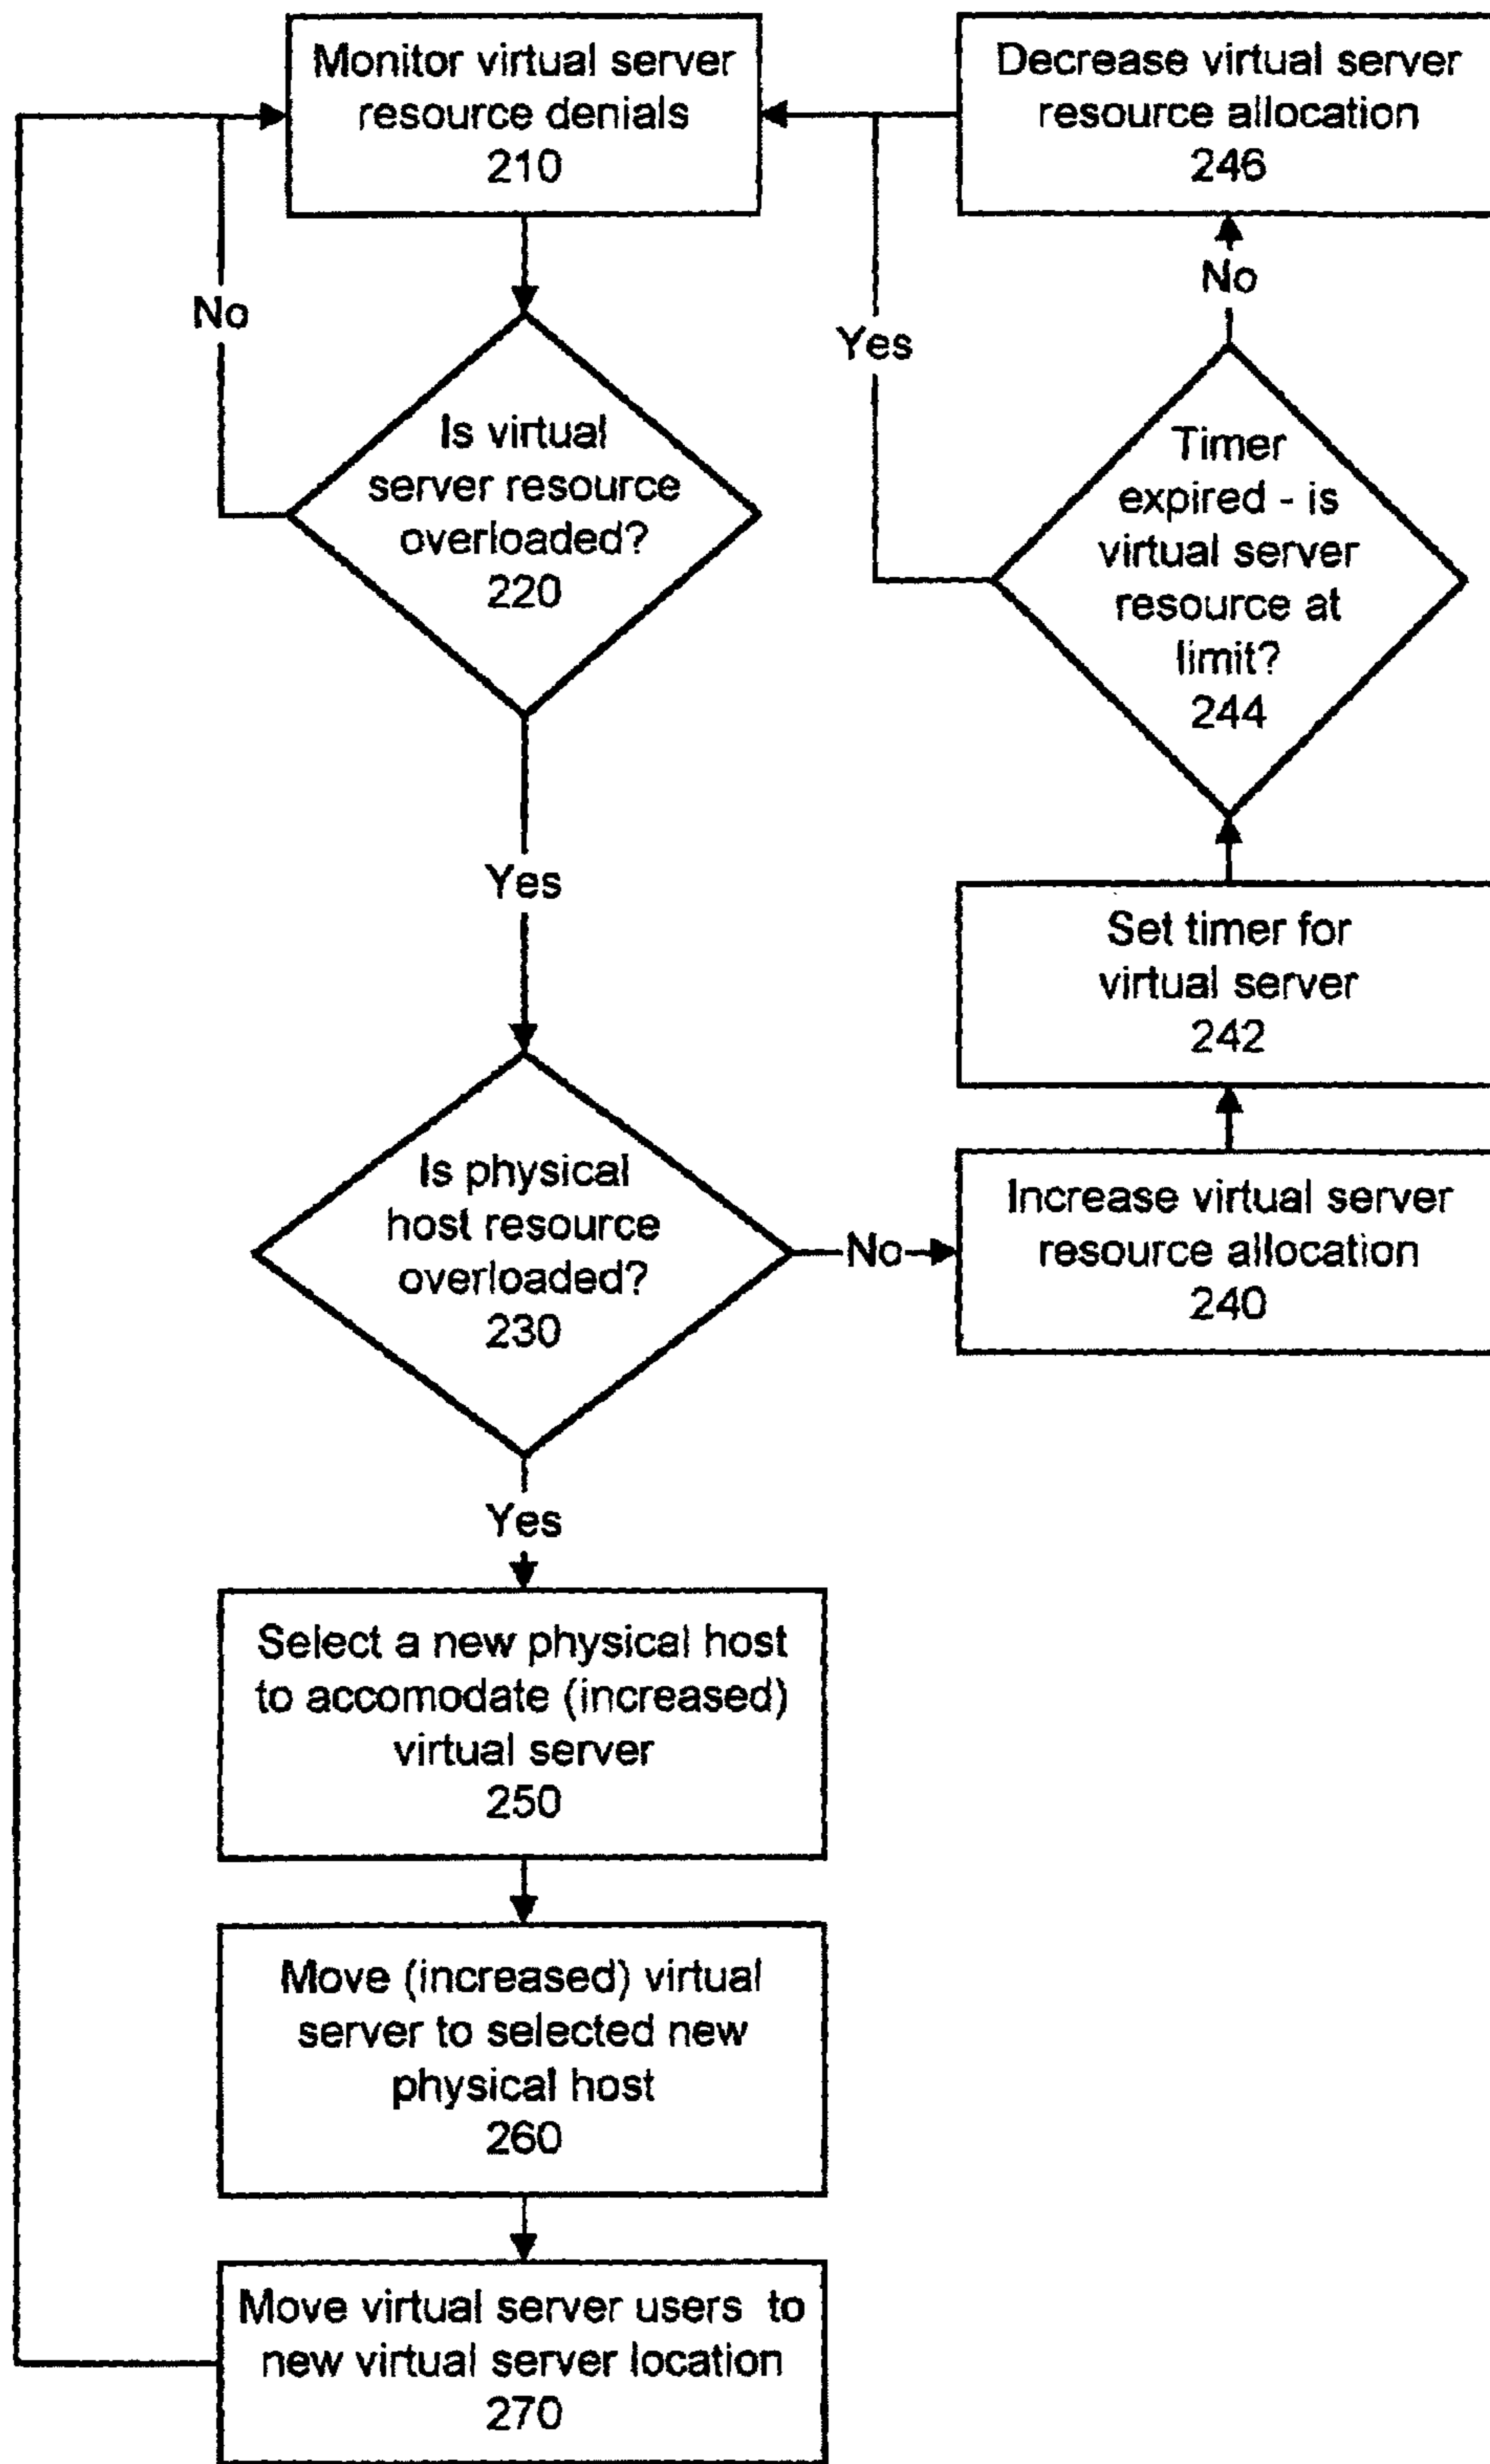 Monitor virtual server
resource denials
210
Decrease virtual server
resource allocation
246
No
No
Yes
Is virtual
server resource
overloaded?
220
Timer
expired - is
virtual server
resource at
limit?
244
Yes
Set timer for
virtual server
242
Is physical
host resource
overloaded?
230
No
Increase virtual server
resource allocation
240
Yes
Select a new physical host
to accomodate (increased)
virtual server
250
Move (increased) virtual
server to selected new
physical host
260
Move virtual server users to
new virtual server location
270